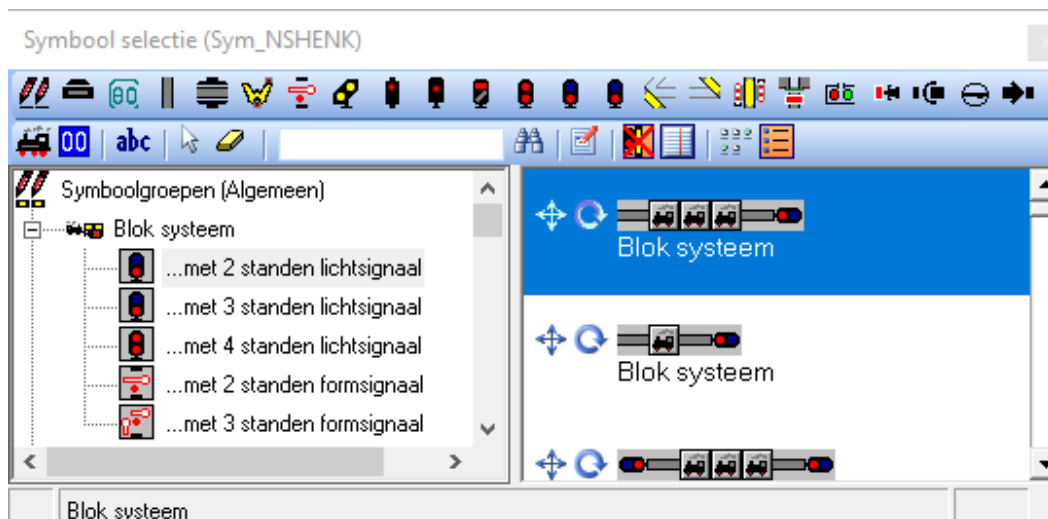 Symbool selectie (Sym_NSHENK)
00
abc
Symboolgroepen (Algemeen)
Blok systeem
...met 2 standen lichtsignaal
...met 3 standen lichtsignaal
...met 4 standen lichtsignaal
...met 2 standen formsignaal
...met 3 standen formsignaal
Blok systeem
Blok systeem
Blok systeem